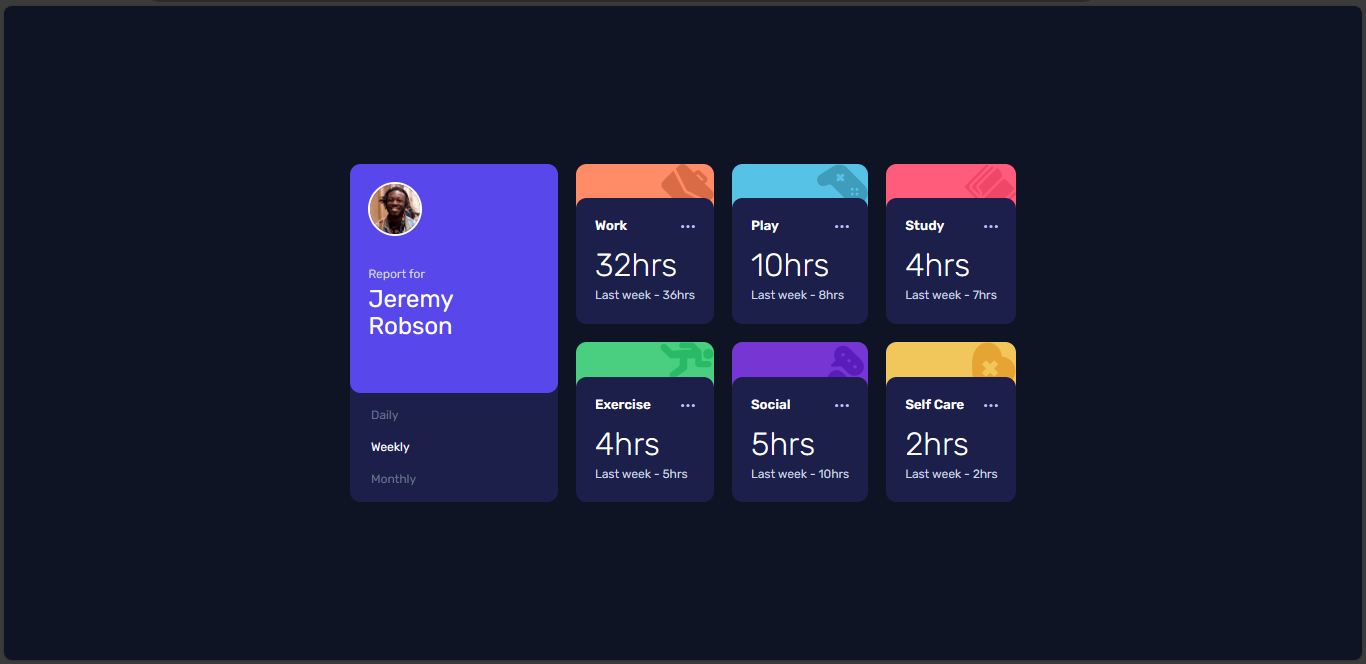 Report for
Jeremy
Robson
Daily
Weekly
Monthly
Work
32hrs
Last week - 36hrs
Play
10hrs
Last week - 8hrs
Study
4hrs
Last week - 7hrs
Exercise
4hrs
Last week - 5hrs
Social
5hrs
Last week - 10hrs
Self Care
2hrs
Last week - 2hrs